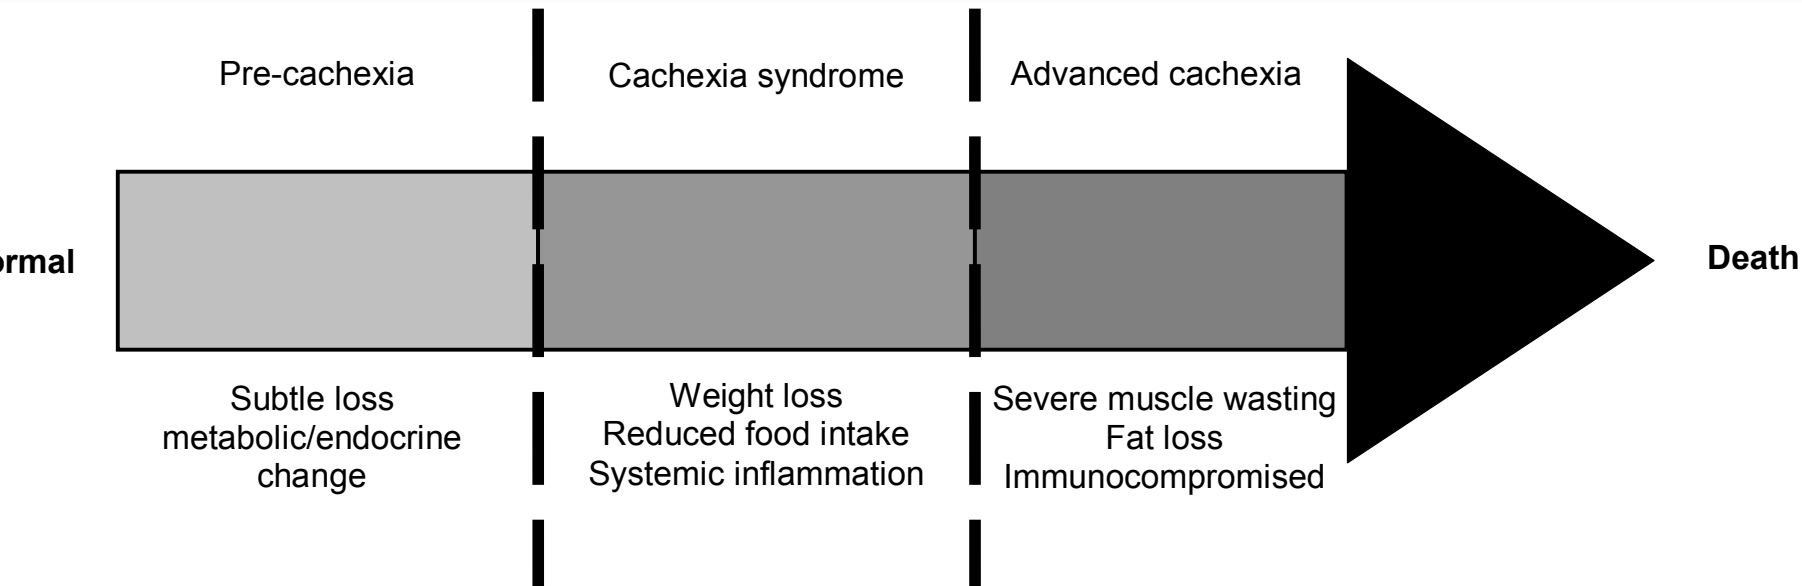 Pre-cachexia
Cachexia syndrome
Advanced cachexia
ormal
Death
Subtle loss
metabolic/endocrine
change
Weight loss
Reduced food intake
Systemic inflammation
Severe muscle wasting
Fat loss
Immunocompromised